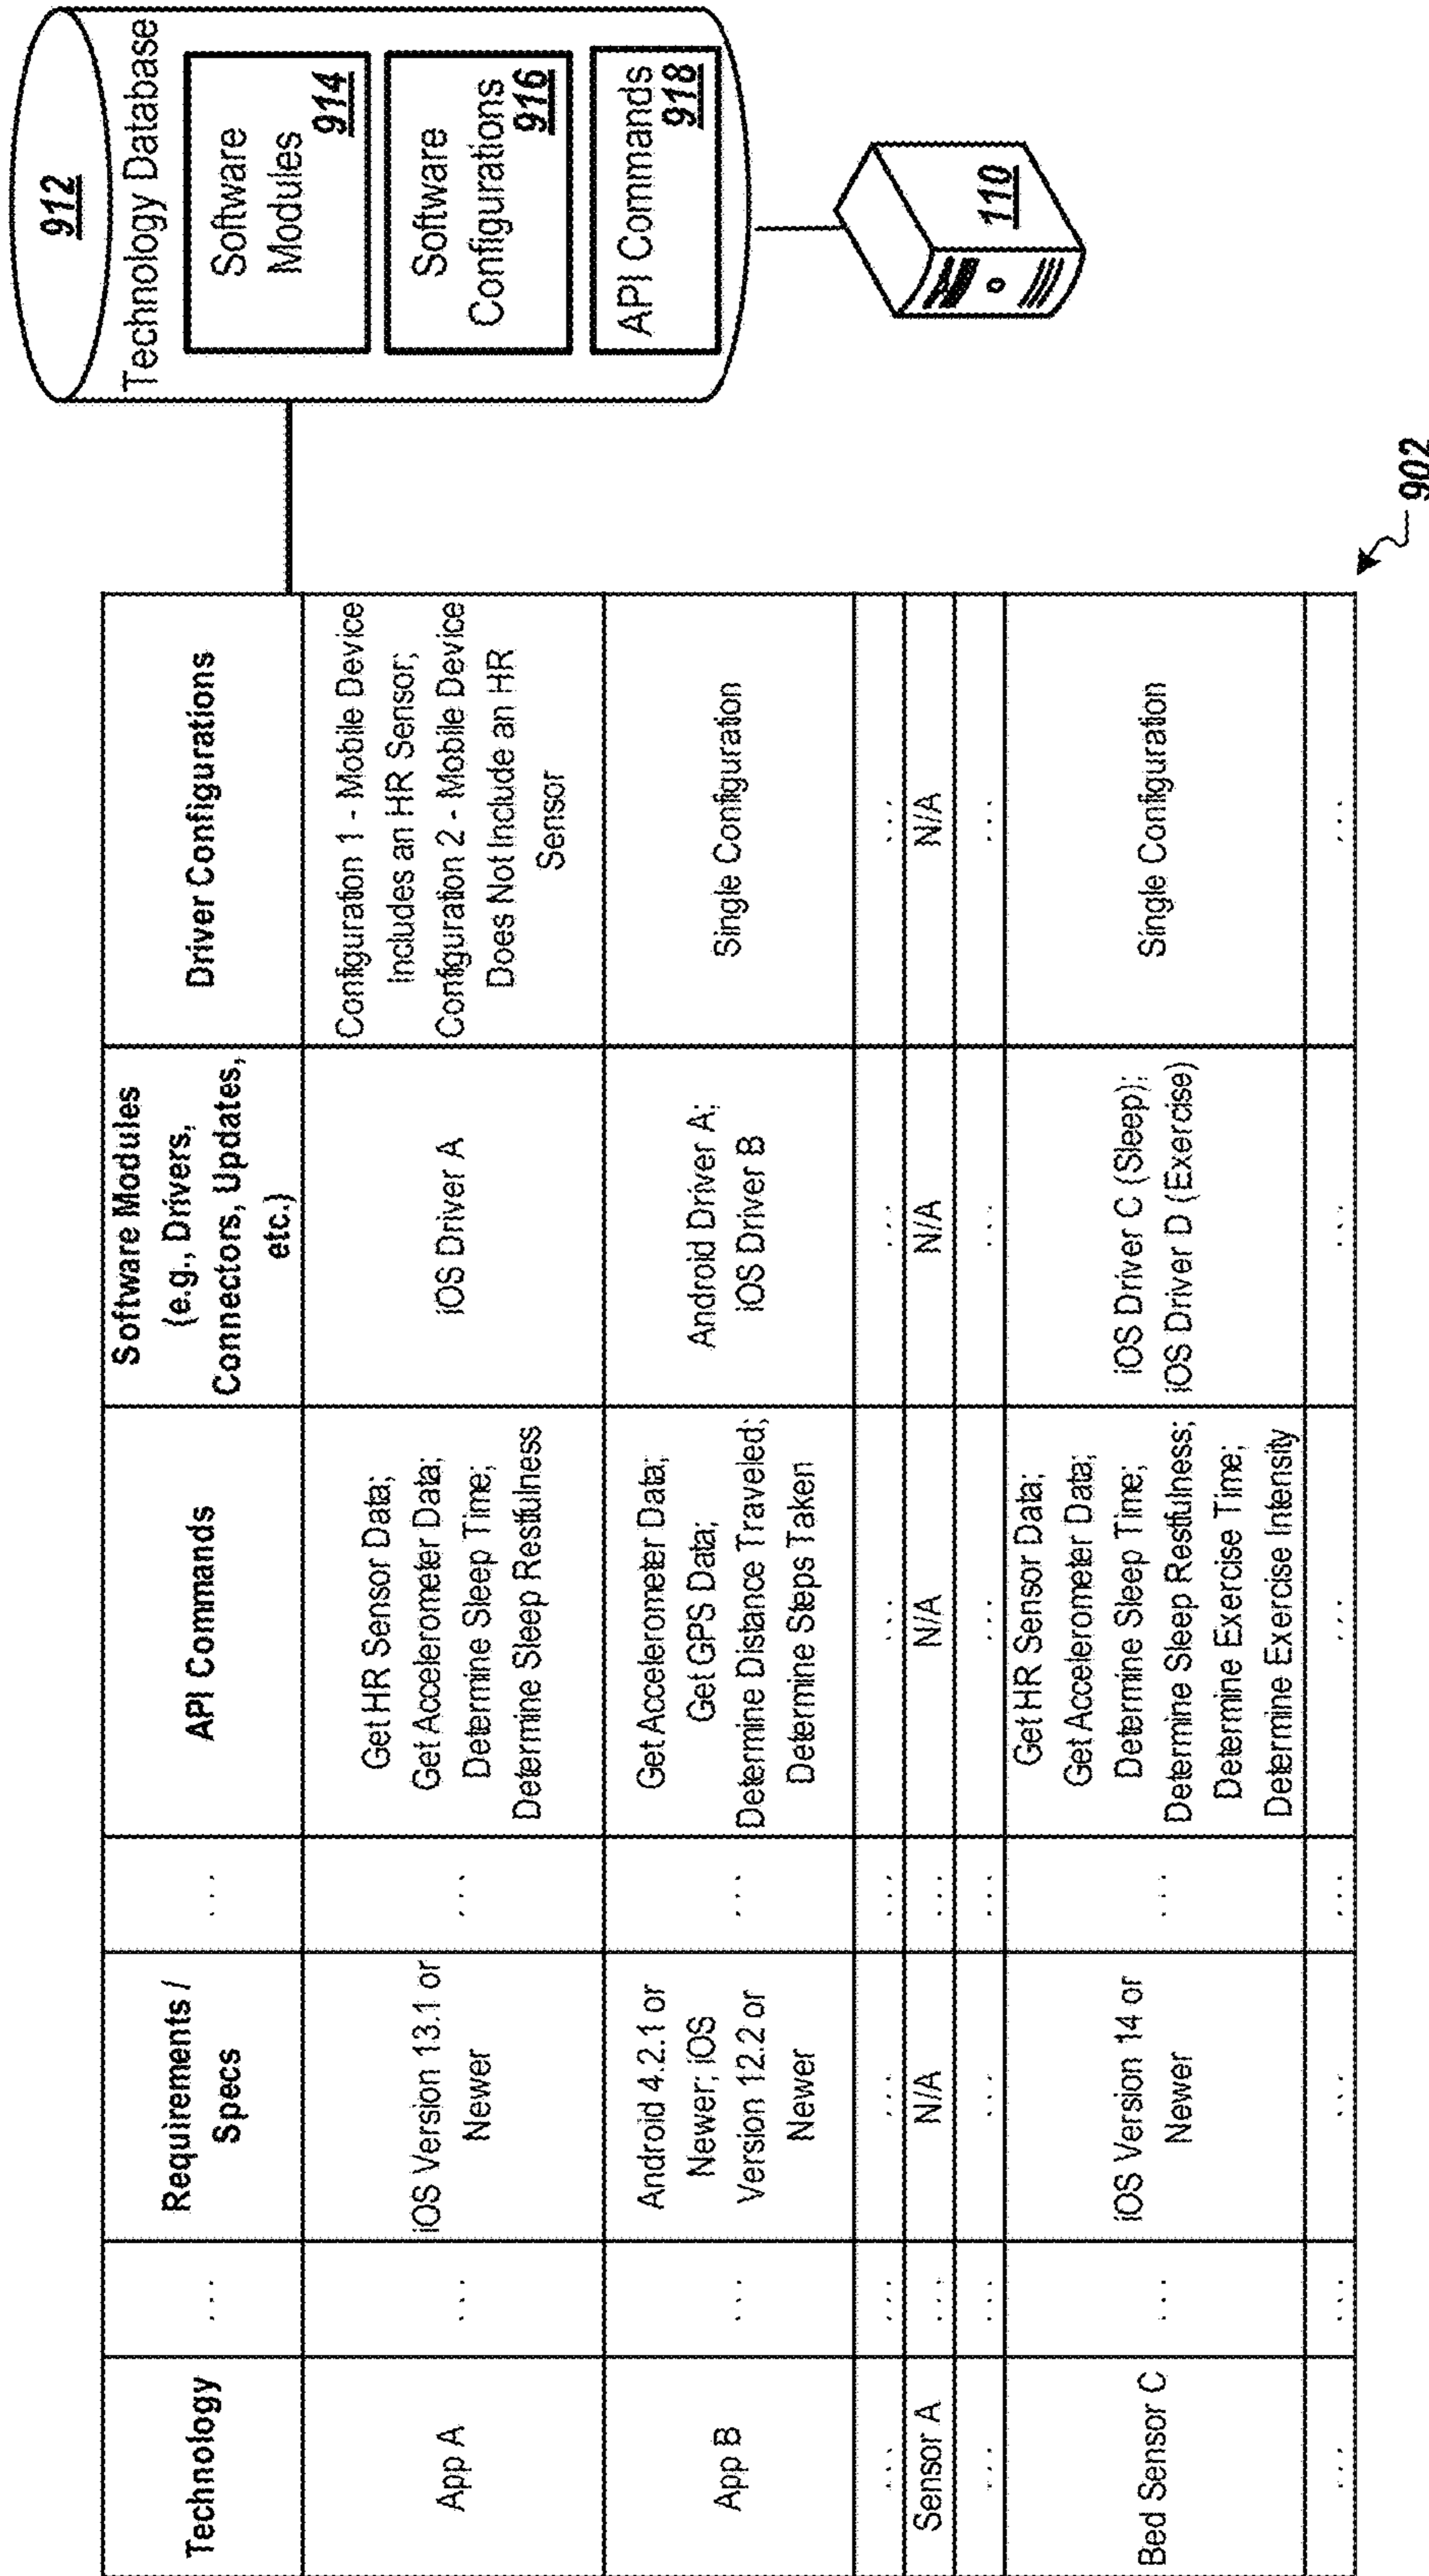 Technology
...
Requirements /
Specs
...
API Commands
Software Modules
(e.g., Drivers,
Connectors, Updates,
etc.)
Driver Configurations
App A
...
iOS Version 13.1 or
Newer
...
Get HR Sensor Data;
Get Accelerometer Data;
Determine Sleep Time;
Determine Sleep Restfulness
iOS Driver A
Configuration 1 - Mobile Device
Includes an HR Sensor;
Configuration 2 - Mobile Device
Does Not Include an HR
Sensor
App B
...
Android 4.2.1 or
Newer; iOS
Version 12.2 or
Newer
...
Get Accelerometer Data;
Get GPS Data;
Determine Distance Traveled;
Determine Steps Taken
Android Driver A;
iOS Driver B
Single Configuration
... ... ... ... ... ... ...
Sensor A ... N/A ... N/A N/A N/A
... ... ... ... ... ... ...
Bed Sensor C
...
iOS Version 14 or
Newer
...
Get HR Sensor Data;
Get Accelerometer Data;
Determine Sleep Time;
Determine Sleep Restfulness;
Determine Exercise Time;
Determine Exercise Intensity
iOS Driver C (Sleep);
iOS Driver D (Exercise)
Single Configuration
... ... ... ... ... ... ...
902
912
Technology Database
Software
Modules
914
Software
Configurations
916
API Commands
918
110